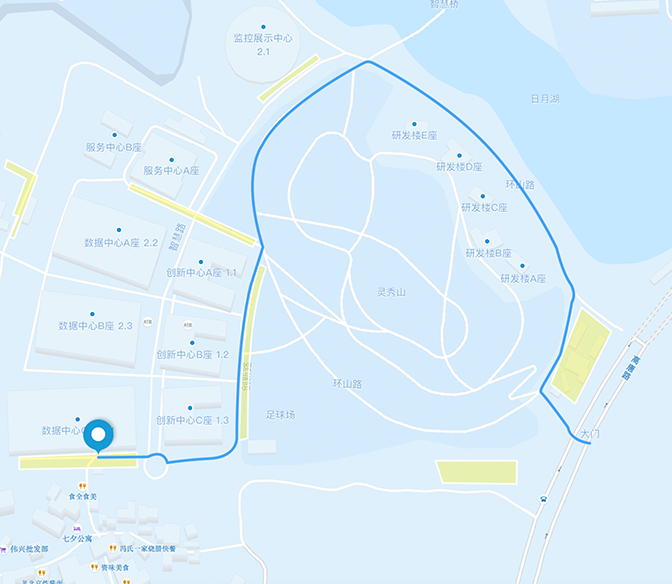 智慧桥
监控展示中心
2.1
日月湖
研发楼E座
服务中心B座
研发楼D座
服务中心A座
环山路
研发楼C座
智慧路
数据中心A座 2.2
研发楼B座
创新中心A座 1.1
研发楼A座
灵秀山
数据中心B座 2.3
创新中心B座 1.2
高唐路
环山路
足球场
创新中心C座 1.3
数据中心
大门
食全食美
七夕公寓
伟兴批发部
冯氏一家烧腊快餐
赛味美食